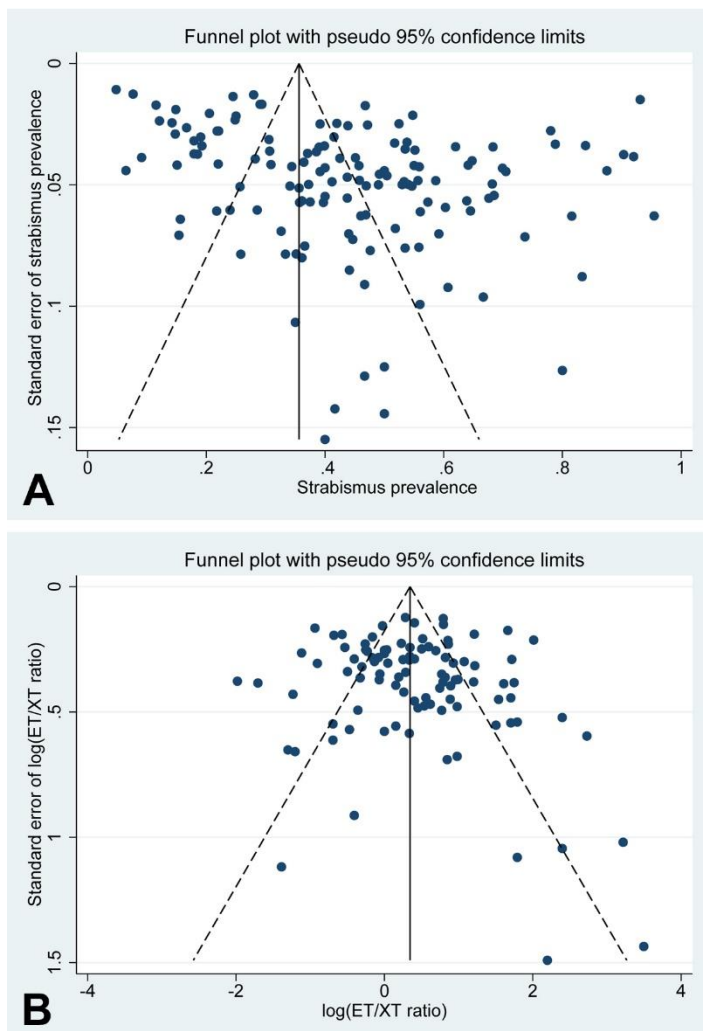 Funnel plot with pseudo 95% confidence limits
Standard error of strabismus prevalence
0
.05
.1
.15
0
.2
.4
.6
.8
1
Strabismus prevalence
A
Funnel plot with pseudo 95% confidence limits
Standard error of log(ET/XT ratio)
0
.5
1
1.5
-4
-2
0
2
4
log(ET/XT ratio)
B